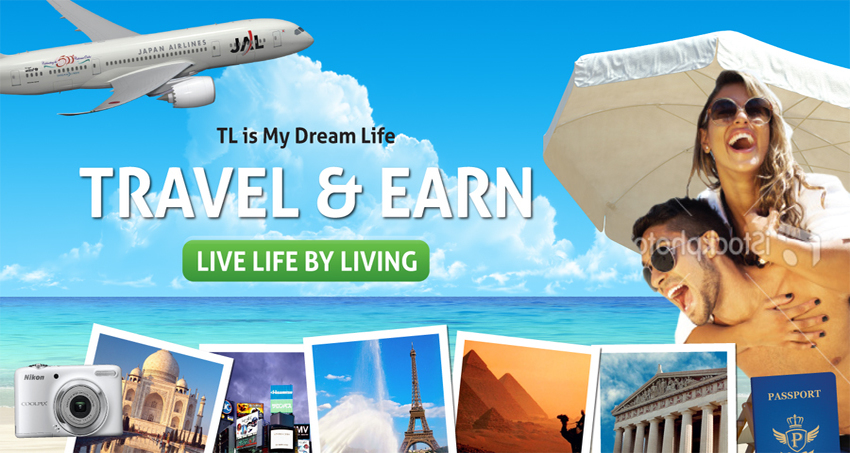 JAPAN AIRLINES
JAL
TL is My Dream Life
TRAVEL & EARN
LIVE LIFE BY LIVING
Nikon
COOLPIX
iStockphoto
PASSPORT
P